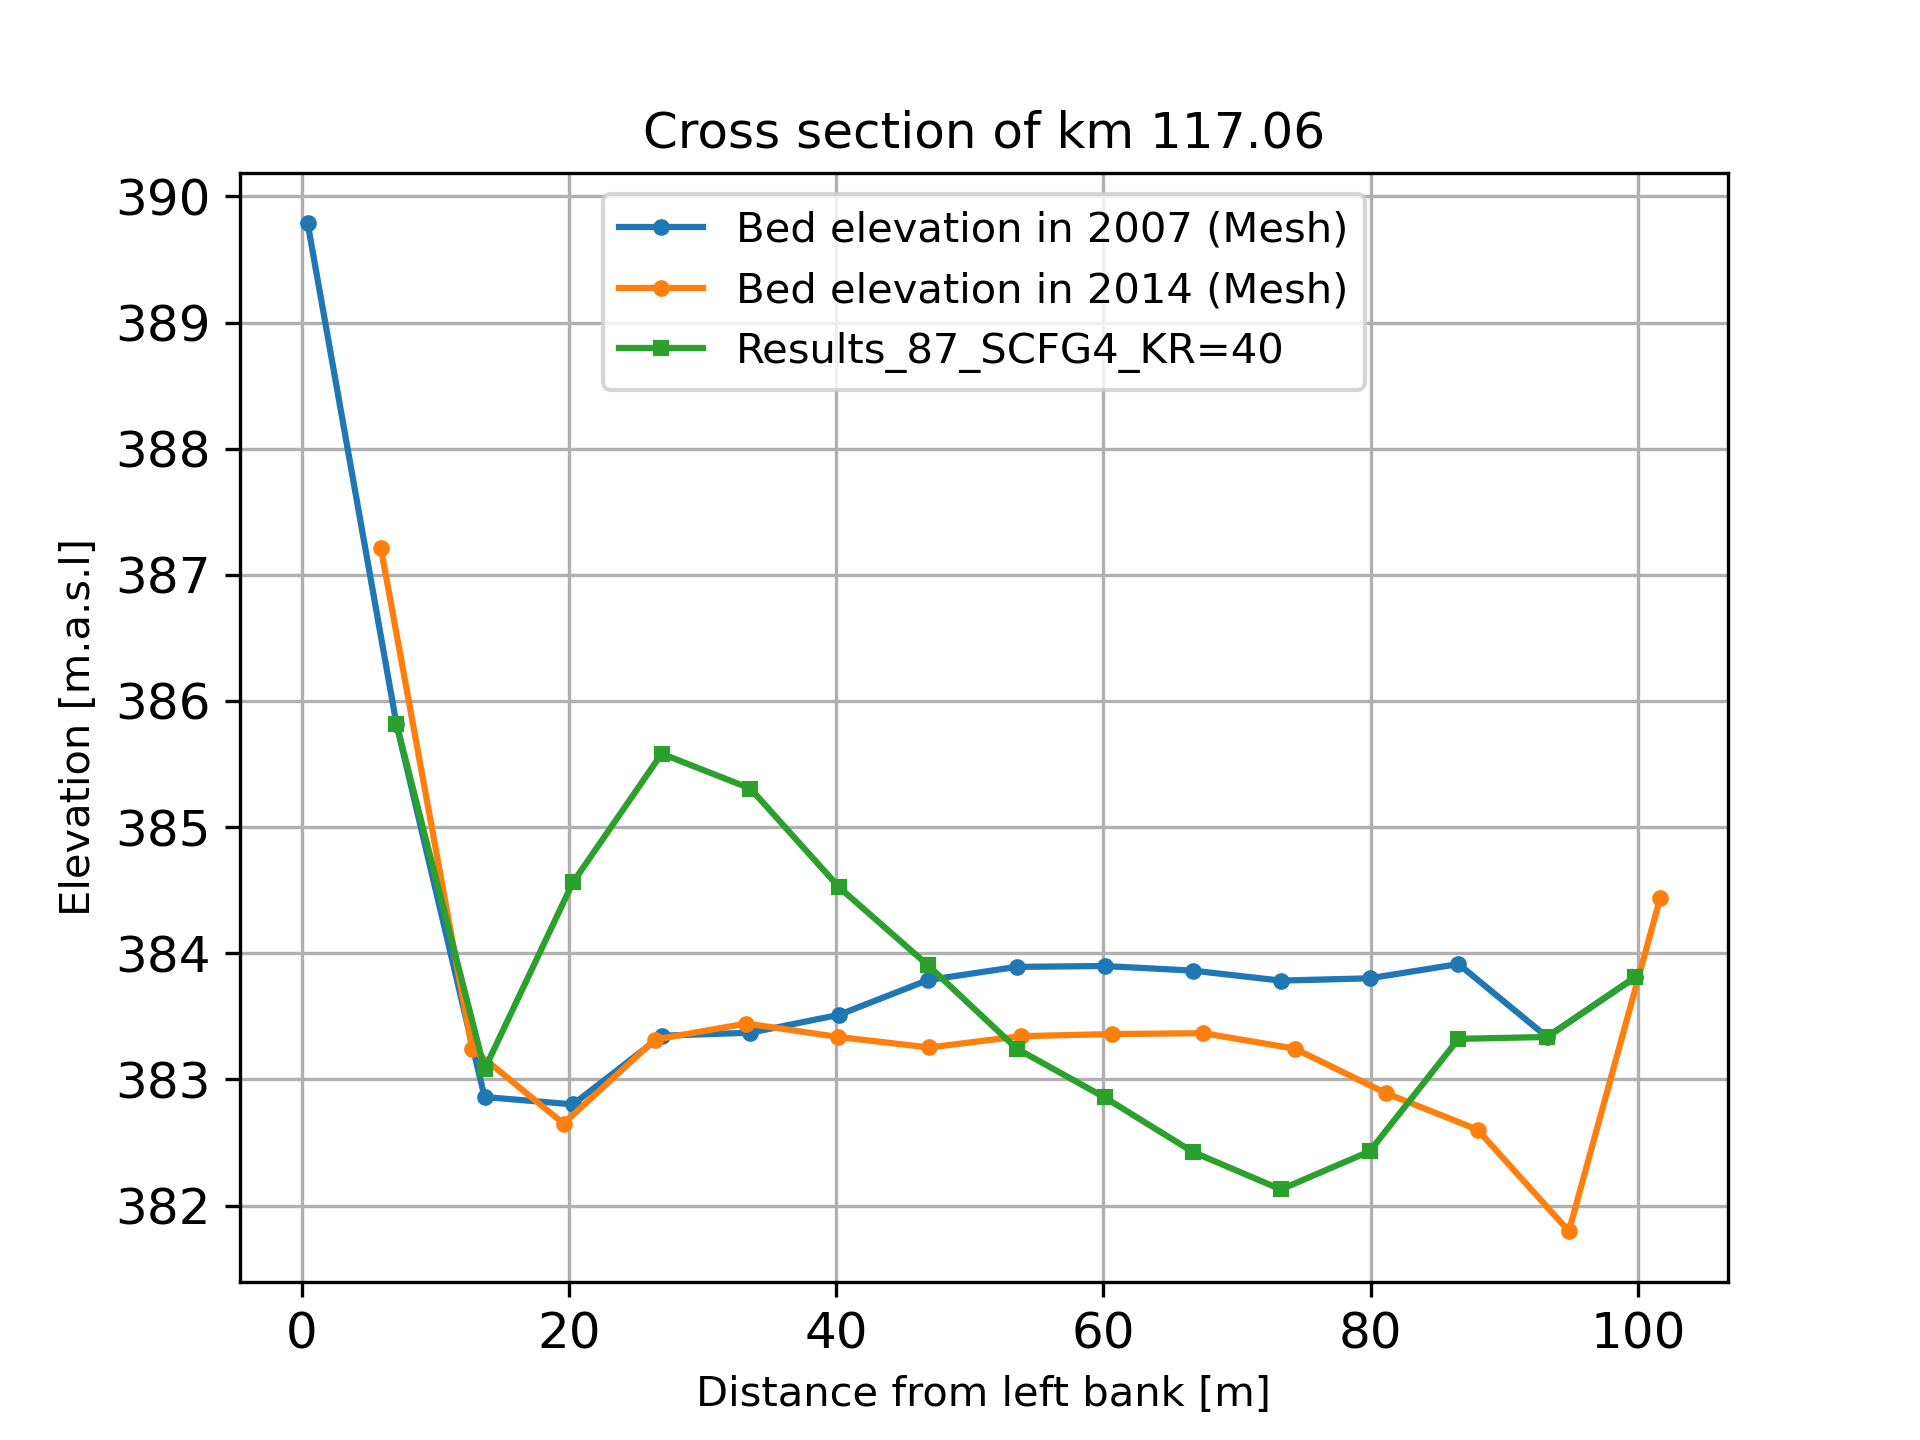 Cross section of km 117.06
Bed elevation in 2007 (Mesh)
Bed elevation in 2014 (Mesh)
Results_87_SCFG4_KR=40
Elevation [m.a.s.l]
390
389
388
387
386
385
384
383
382
0 20 40 60 80 100
Distance from left bank [m]